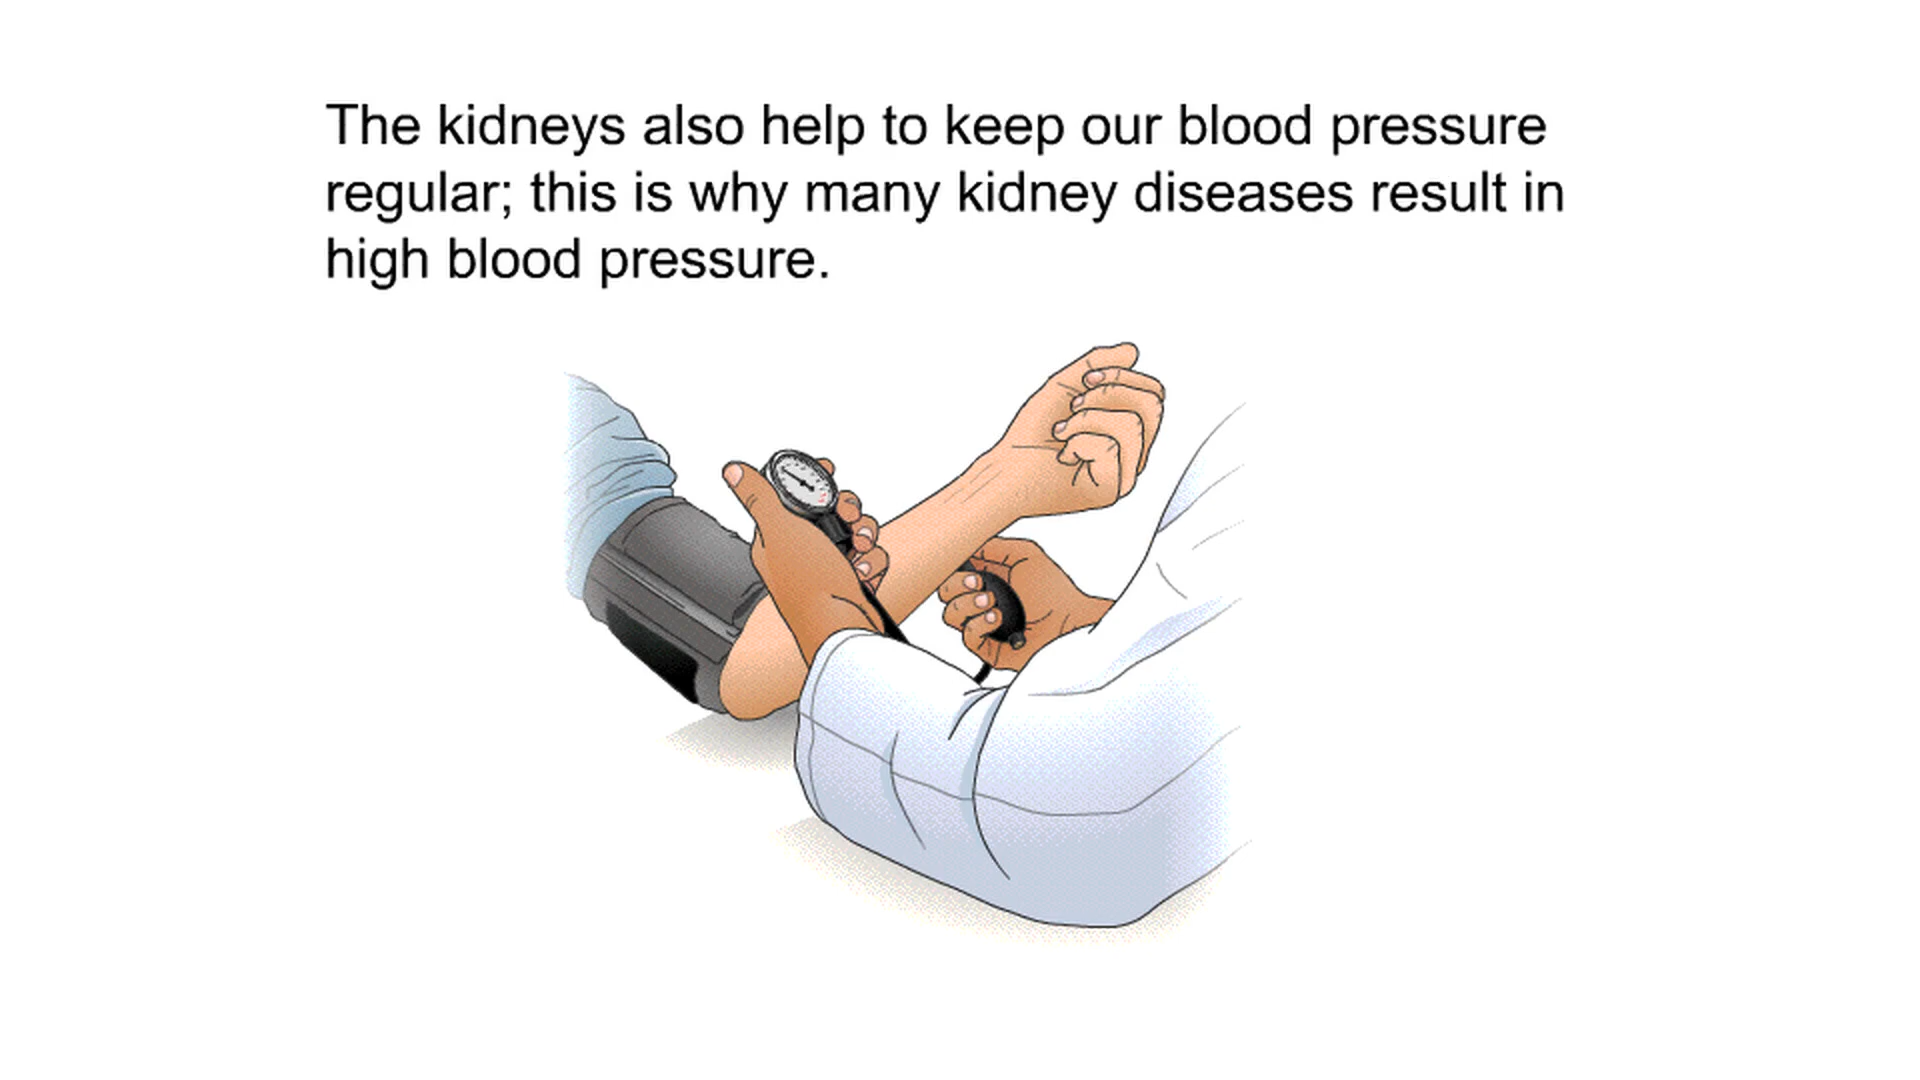 The kidneys also help to keep our blood pressure
regular; this is why many kidney diseases result in
high blood pressure.